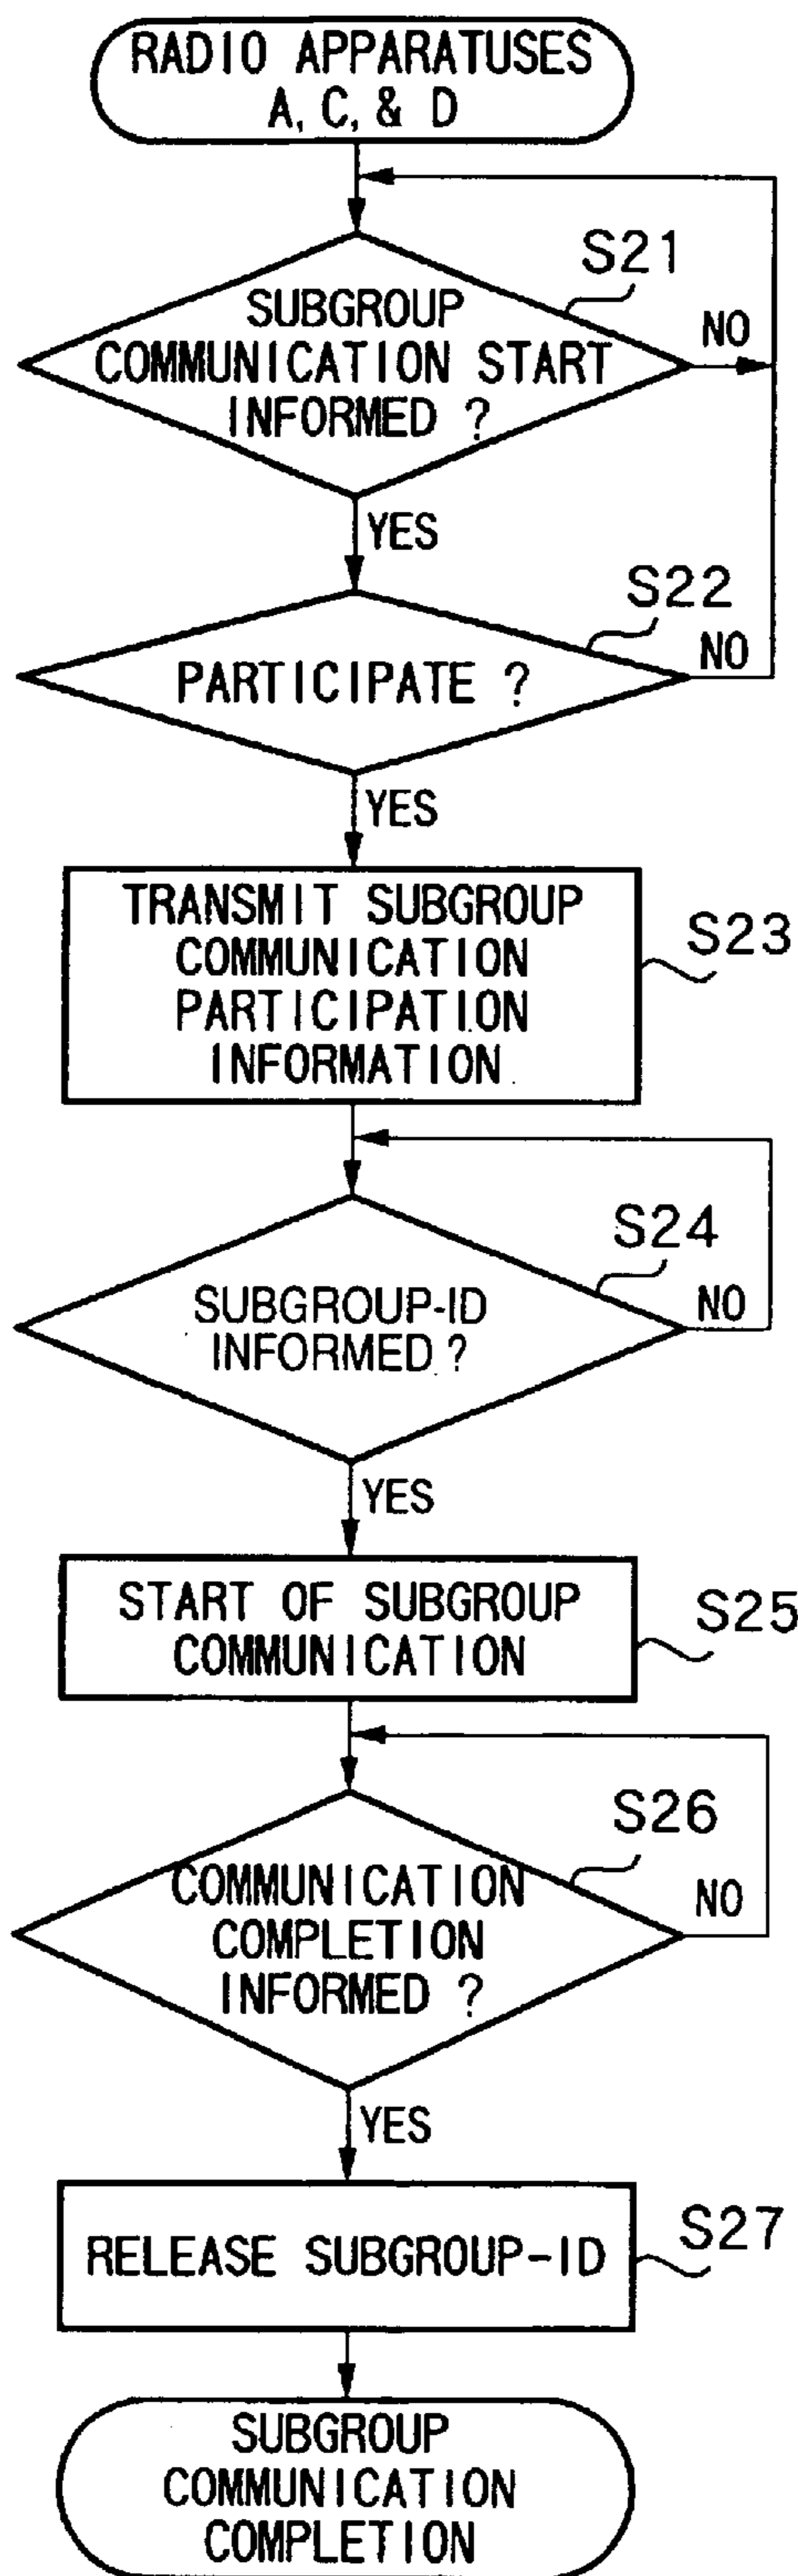 RADIO APPARATUSES
A, C, & D
S21
SUBGROUP
COMMUNICATION START
INFORMED ?
NO
YES
S22
PARTICIPATE ?
NO
YES
TRANSMIT SUBGROUP
COMMUNICATION
PARTICIPATION
INFORMATION
S23
S24
SUBGROUP-ID
INFORMED ?
NO
YES
START OF SUBGROUP
COMMUNICATION
S25
S26
COMMUNICATION
COMPLETION
INFORMED ?
NO
YES
RELEASE SUBGROUP-ID
S27
SUBGROUP
COMMUNICATION
COMPLETION